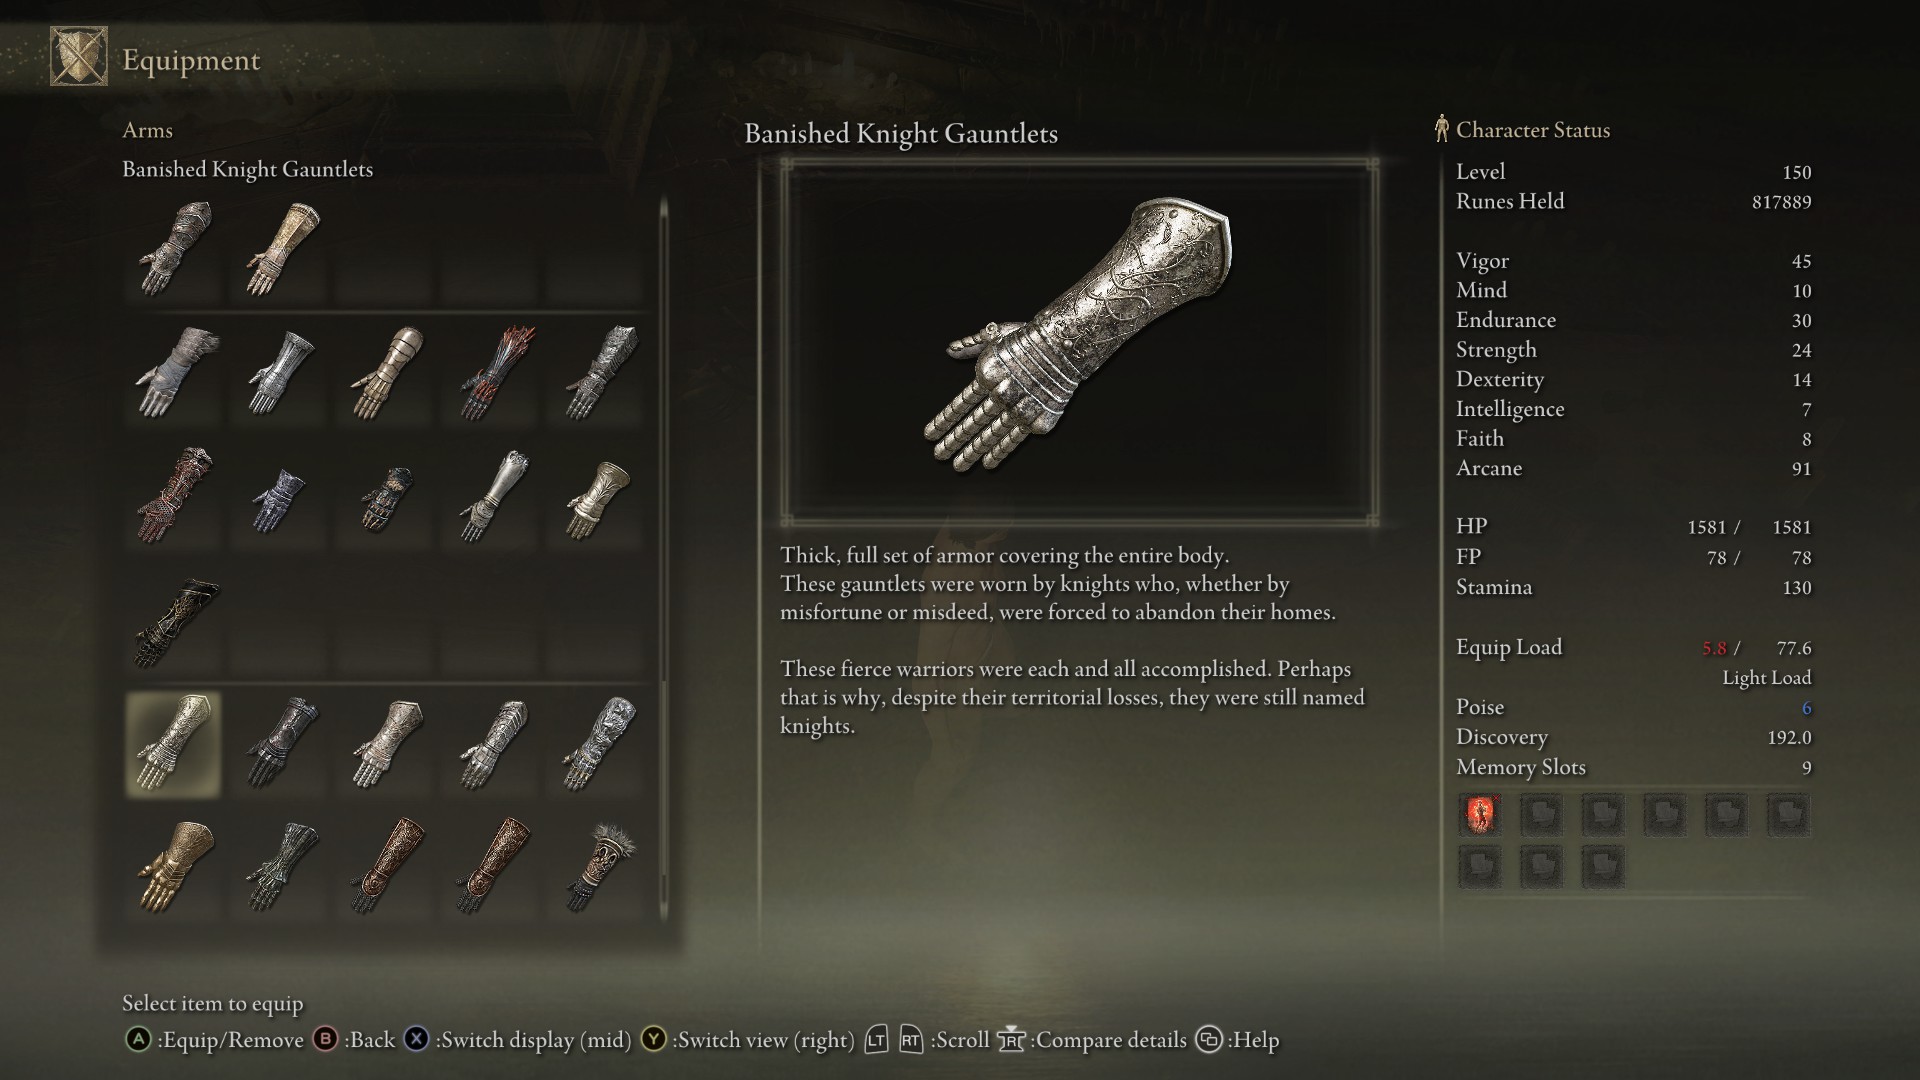 Equipment
Arms
Banished Knight Gauntlets
Banished Knight Gauntlets
Thick, full set of armor covering the entire body.
These gauntlets were worn by knights who, whether by
misfortune or misdeed, were forced to abandon their homes.
These fierce warriors were each and all accomplished. Perhaps
that is why, despite their territorial losses, they were still named
knights.
Character Status
Level 150
Runes Held 817889
Vigor 45
Mind 10
Endurance 30
Strength 24
Dexterity 14
Intelligence 7
Faith 8
Arcane 91
HP 1581 / 1581
FP 78 / 78
Stamina 130
Equip Load 5.8 / 77.6
Light Load
Poise 6
Discovery 192.0
Memory Slots 9
Select item to equip
A :Equip/Remove B :Back X :Switch display (mid) Y :Switch view (right) LT RT :Scroll R :Compare details :Help